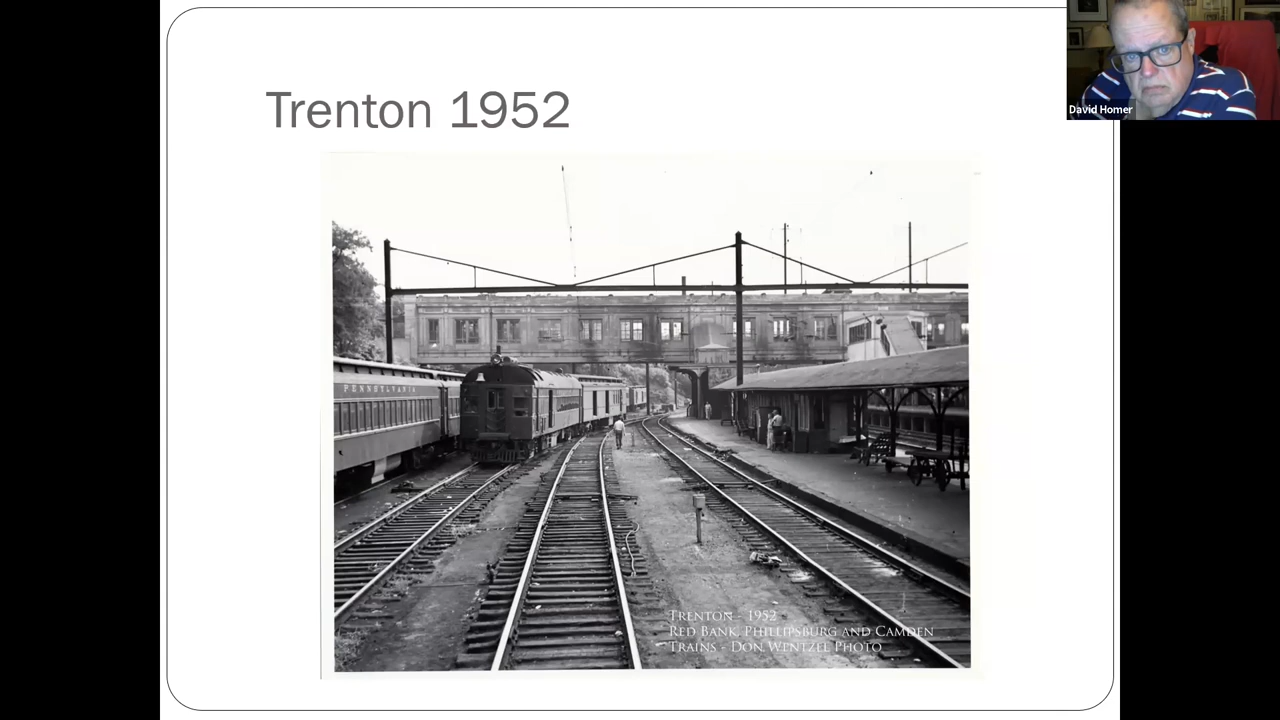 Trenton 1952
David Homer
PENNSYLVANIA
TRENTON - 1952
RED BANK, PHILLIPSBURG AND CAMDEN
TRAINS - DON WENTZEL PHOTO